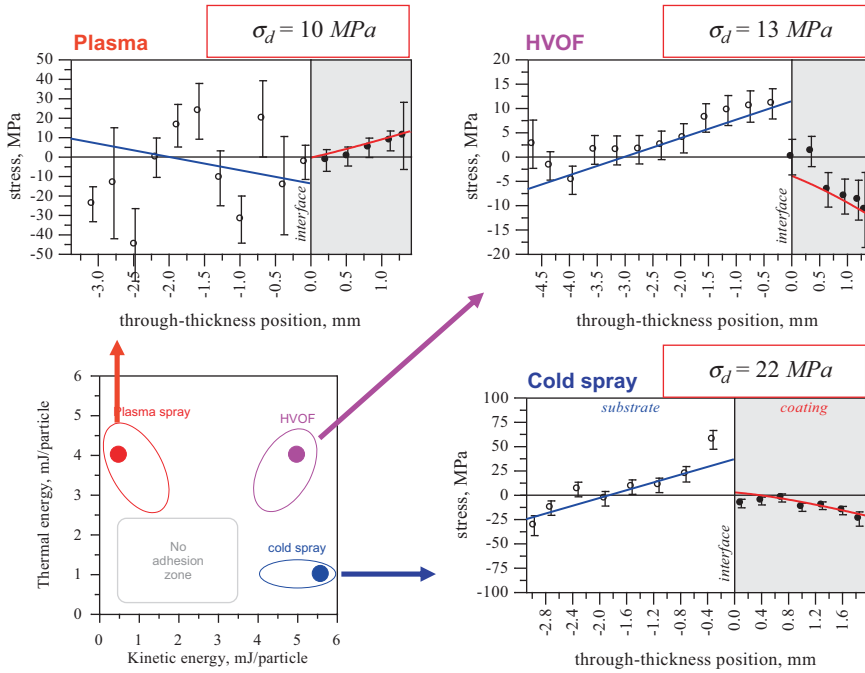 Plasma
σd = 10 MPa
50
40
30
20
10
0
-10
-20
-30
-40
-50
stress, MPa
interface
-3.0
-2.5
-2.0
-1.5
-1.0
-0.5
0.0
0.5
1.0
through-thickness position, mm
HVOF
σd = 13 MPa
20
15
10
5
0
-5
-10
15
20
stress, MPa
interface
-4.5
-4.0
-3.5
-3.0
-2.5
-2.0
-1.5
-1.0
-0.5
0.0
0.5
1.0
through-thickness position, mm
6
5
4
3
2
1
0
Thermal energy, mJ/particle
Plasma spray
HVOF
No
adhesion
zone
cold spray
0 1 2 3 4 5 6
Kinetic energy, mJ/particle
Cold spray
σd = 22 MPa
substrate
coating
100
75
50
25
0
-25
-50
-75
-100
stress, MPa
interface
-2.8
-2.4
-2.0
-1.6
-1.2
-0.8
-0.4
0.0
0.4
0.8
1.2
1.6
through-thickness position, mm